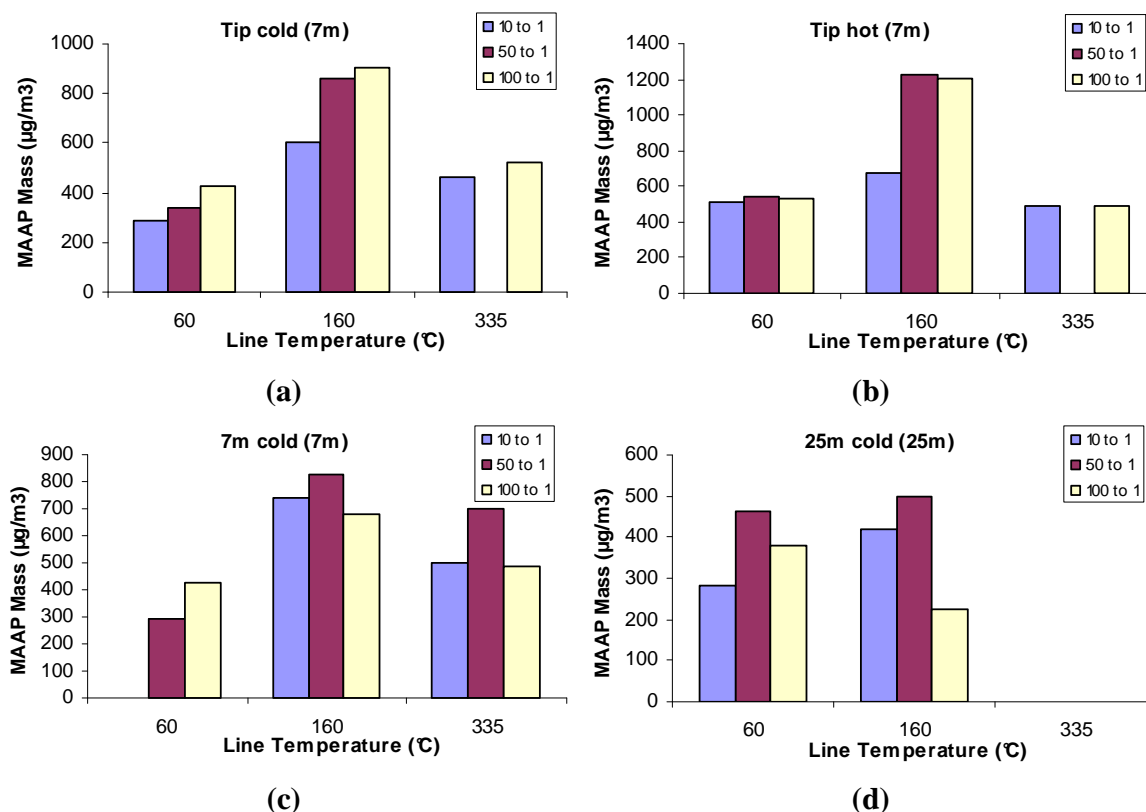 Tip cold (7m)
10 to 1
50 to 1
100 to 1
MAAP Mass (µg/m3)
1000
800
600
400
200
0
60 160 335
Line Temperature (°C)
(a)
Tip hot (7m)
10 to 1
50 to 1
100 to 1
MAAP Mass (µg/m3)
1400
1200
1000
800
600
400
200
0
60 160 335
Line Temperature (°C)
(b)
7m cold (7m)
10 to 1
50 to 1
100 to 1
MAAP Mass (µg/m3)
900
800
700
600
500
400
300
200
100
0
60 160 335
Line Temperature (°C)
(c)
25m cold (25m)
10 to 1
50 to 1
100 to 1
MAAP Mass (µg/m3)
600
500
400
300
200
100
0
60 160 335
Line Temperature (°C)
(d)